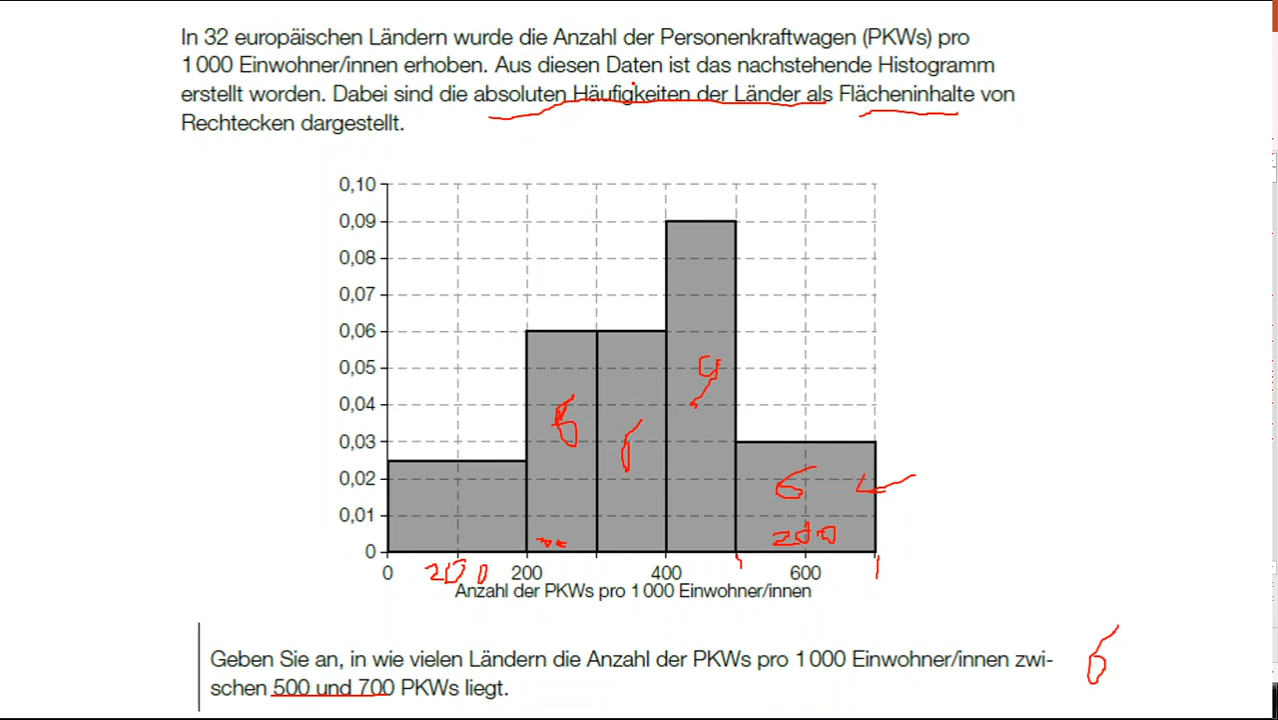 In 32 europäischen Ländern wurde die Anzahl der Personenkraftwagen (PKWs) pro
1 000 Einwohner/innen erhoben. Aus diesen Daten ist das nachstehende Histogramm
erstellt worden. Dabei sind die absoluten Häufigkeiten der Länder als Flächeninhalte von
Rechtecken dargestellt.
0,10
0,09
0,08
0,07
0,06
0,05
0,04
0,03
0,02
0,01
0
9
6
6
6
200
0 200 400 600
200
Anzahl der PKWs pro 1 000 Einwohner/innen
Geben Sie an, in wie vielen Ländern die Anzahl der PKWs pro 1 000 Einwohner/innen zwi-
schen 500 und 700 PKWs liegt.
6